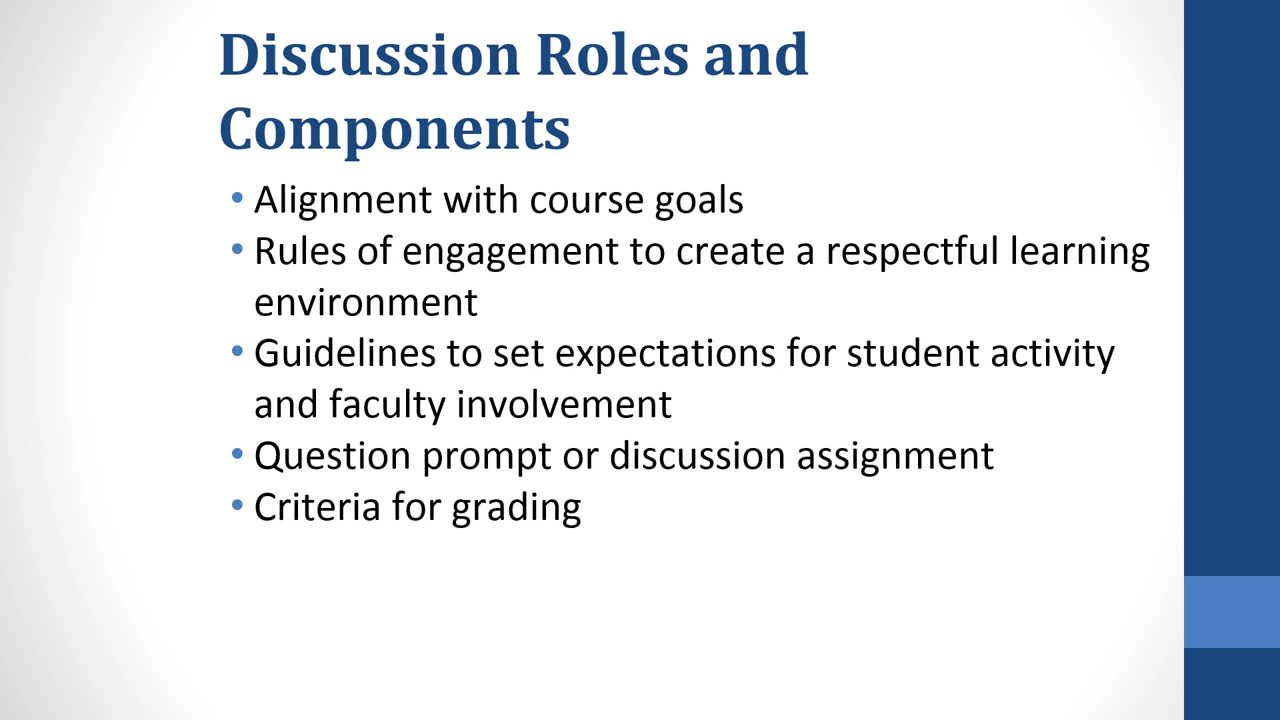 Discussion Roles and
Components
• Alignment with course goals
• Rules of engagement to create a respectful learning
environment
• Guidelines to set expectations for student activity
and faculty involvement
• Question prompt or discussion assignment
• Criteria for grading